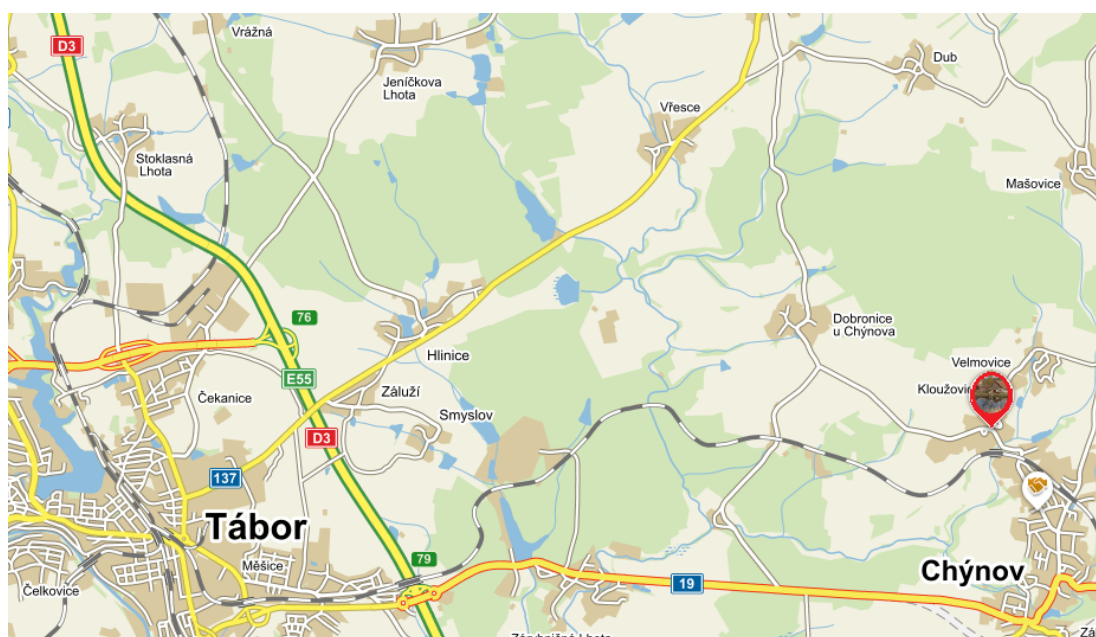 D3
Vrážná
Jeníčkova
Lhota
Dub
Vřesce
Stoklasná
Lhota
Mašovice
76
Dobronice
u Chýnova
Hlinice
Velmovice
E55
Záluží
Čekanice
Smyslov
D3
137
Tábor
79
Měšice
Chýnov
19
Čelkovice